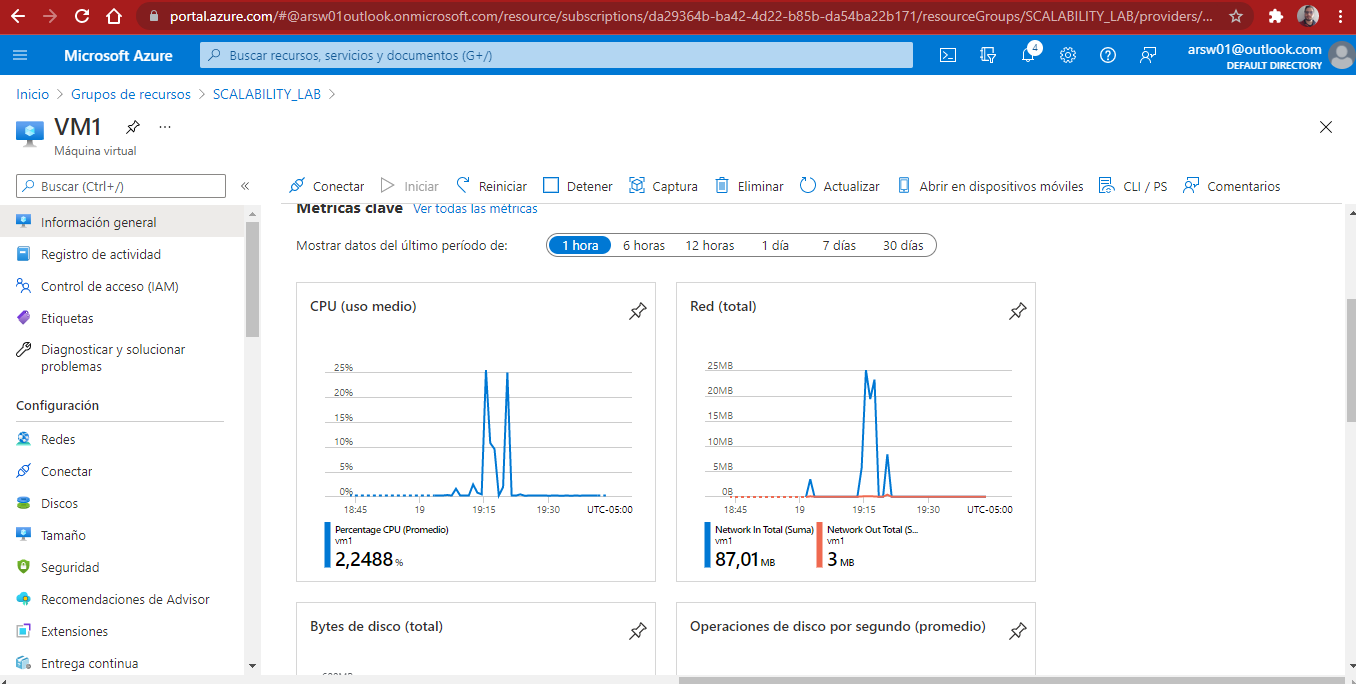 portal.azure.com/#@arsw01outlook.onmicrosoft.com/resource/subscriptions/da29364b-ba42-4d22-b85b-da54ba22b171/resourceGroups/SCALABILITY_LAB/providers/...
Microsoft Azure
Buscar recursos, servicios y documentos (G+/)
4
arsw01@outlook.com
DEFAULT DIRECTORY
Inicio > Grupos de recursos > SCALABILITY_LAB >
VM1
Máquina virtual
Buscar (Ctrl+/)
Información general
Registro de actividad
Control de acceso (IAM)
Etiquetas
Diagnosticar y solucionar
problemas
Configuración
Redes
Conectar
Discos
Tamaño
Seguridad
Recomendaciones de Advisor
Extensiones
Entrega continua
Conectar Iniciar Reiniciar Detener Captura Eliminar Actualizar Abrir en dispositivos móviles CLI / PS Comentarios
Métricas clave Ver todas las métricas
Mostrar datos del último período de: 1 hora 6 horas 12 horas 1 día 7 días 30 días
CPU (uso medio)
25%
20%
15%
10%
5%
0%
18:45 19 19:15 19:30 UTC-05:00
Percentage CPU (Promedio)
vm1
2,2488 %
Red (total)
25MB
20MB
15MB
10MB
5MB
0B
18:45 19 19:15 19:30 UTC-05:00
Network In Total (Suma)
vm1
87,01 MB
Network Out Total (S...
vm1
3 MB
Bytes de disco (total)
Operaciones de disco por segundo (promedio)